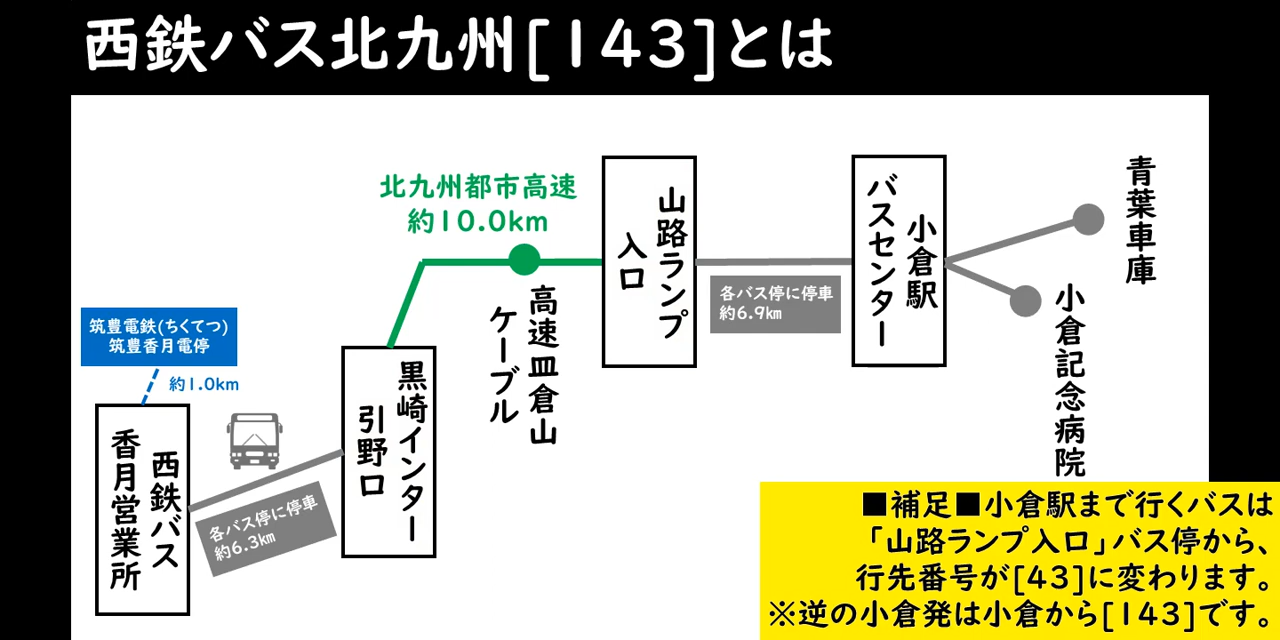 西鉄バス北九州[143]とは
北九州都市高速
約10.0km
筑豊電鉄(ちくてつ)
筑豊香月電停
約1.0km
西鉄バス
香月営業所
各バス停に停車
約6.3km
黒崎インター
引野口
高速皿倉山
ケーブル
山路ランプ
入口
各バス停に停車
約6.9km
小倉駅
バスセンター
青葉車庫
小倉記念病院
■補足■小倉駅まで行くバスは
「山路ランプ入口」バス停から、
行先番号が[43]に変わります。
※逆の小倉発は小倉から[143]です。